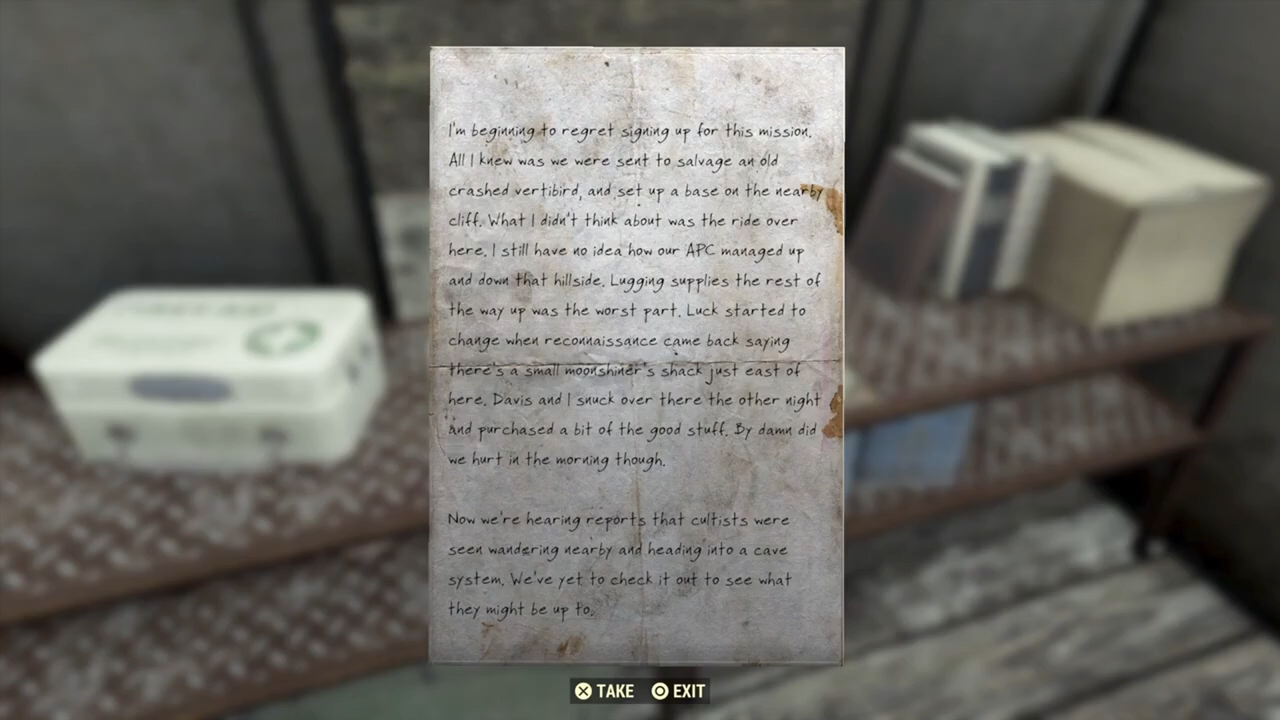 I'm beginning to regret signing up for this mission.
All I knew was we were sent to salvage an old
crashed vertibird, and set up a base on the nearby
cliff. What I didn't think about was the ride over
here. I still have no idea how our APC managed up
and down that hillside. Lugging supplies the rest of
the way up was the worst part. Luck started to
change when reconnaissance came back saying
there's a small moonshiner's shack just east of
here. Davis and I snuck over there the other night
and purchased a bit of the good stuff. By damn did
we hurt in the morning though.
Now we're hearing reports that cultists were
seen wandering nearby and heading into a cave
system. We've yet to check it out to see what
they might be up to.
TAKE EXIT